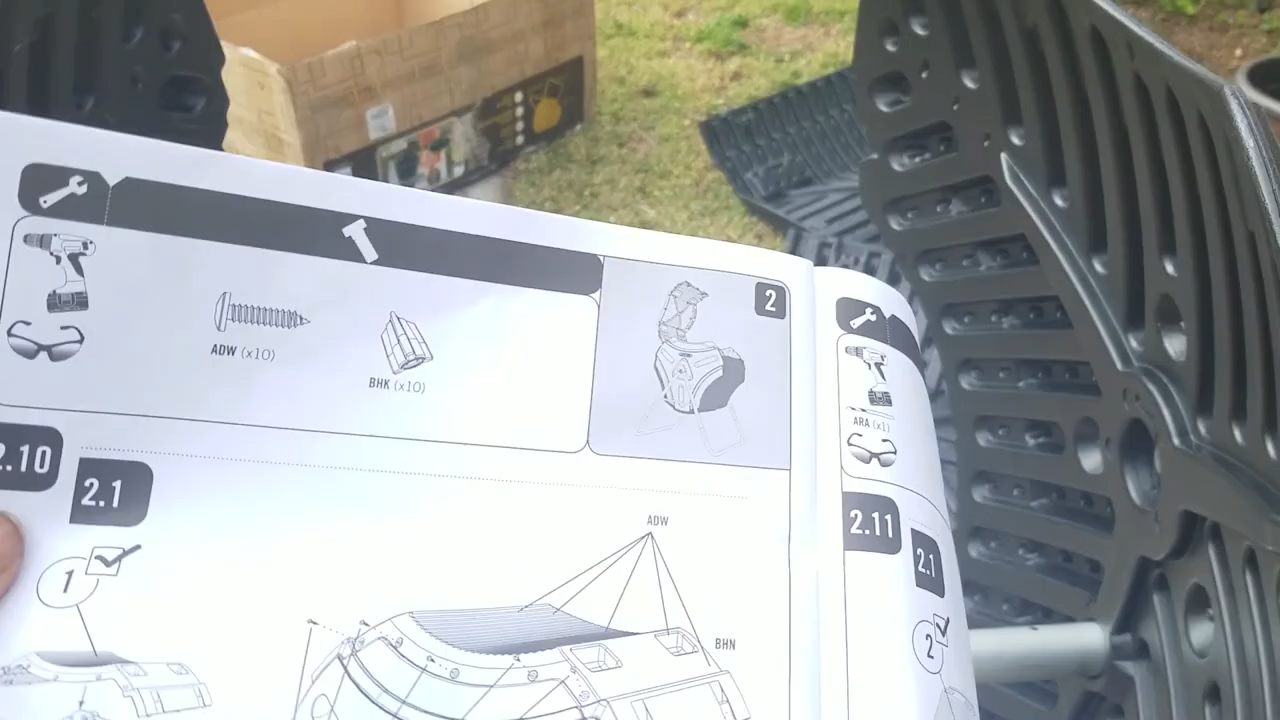 2
ADW (x10)
BHK (x10)
2.10
2.1
1
ADW
BHN
ARA (x1)
2.11
2.1
2